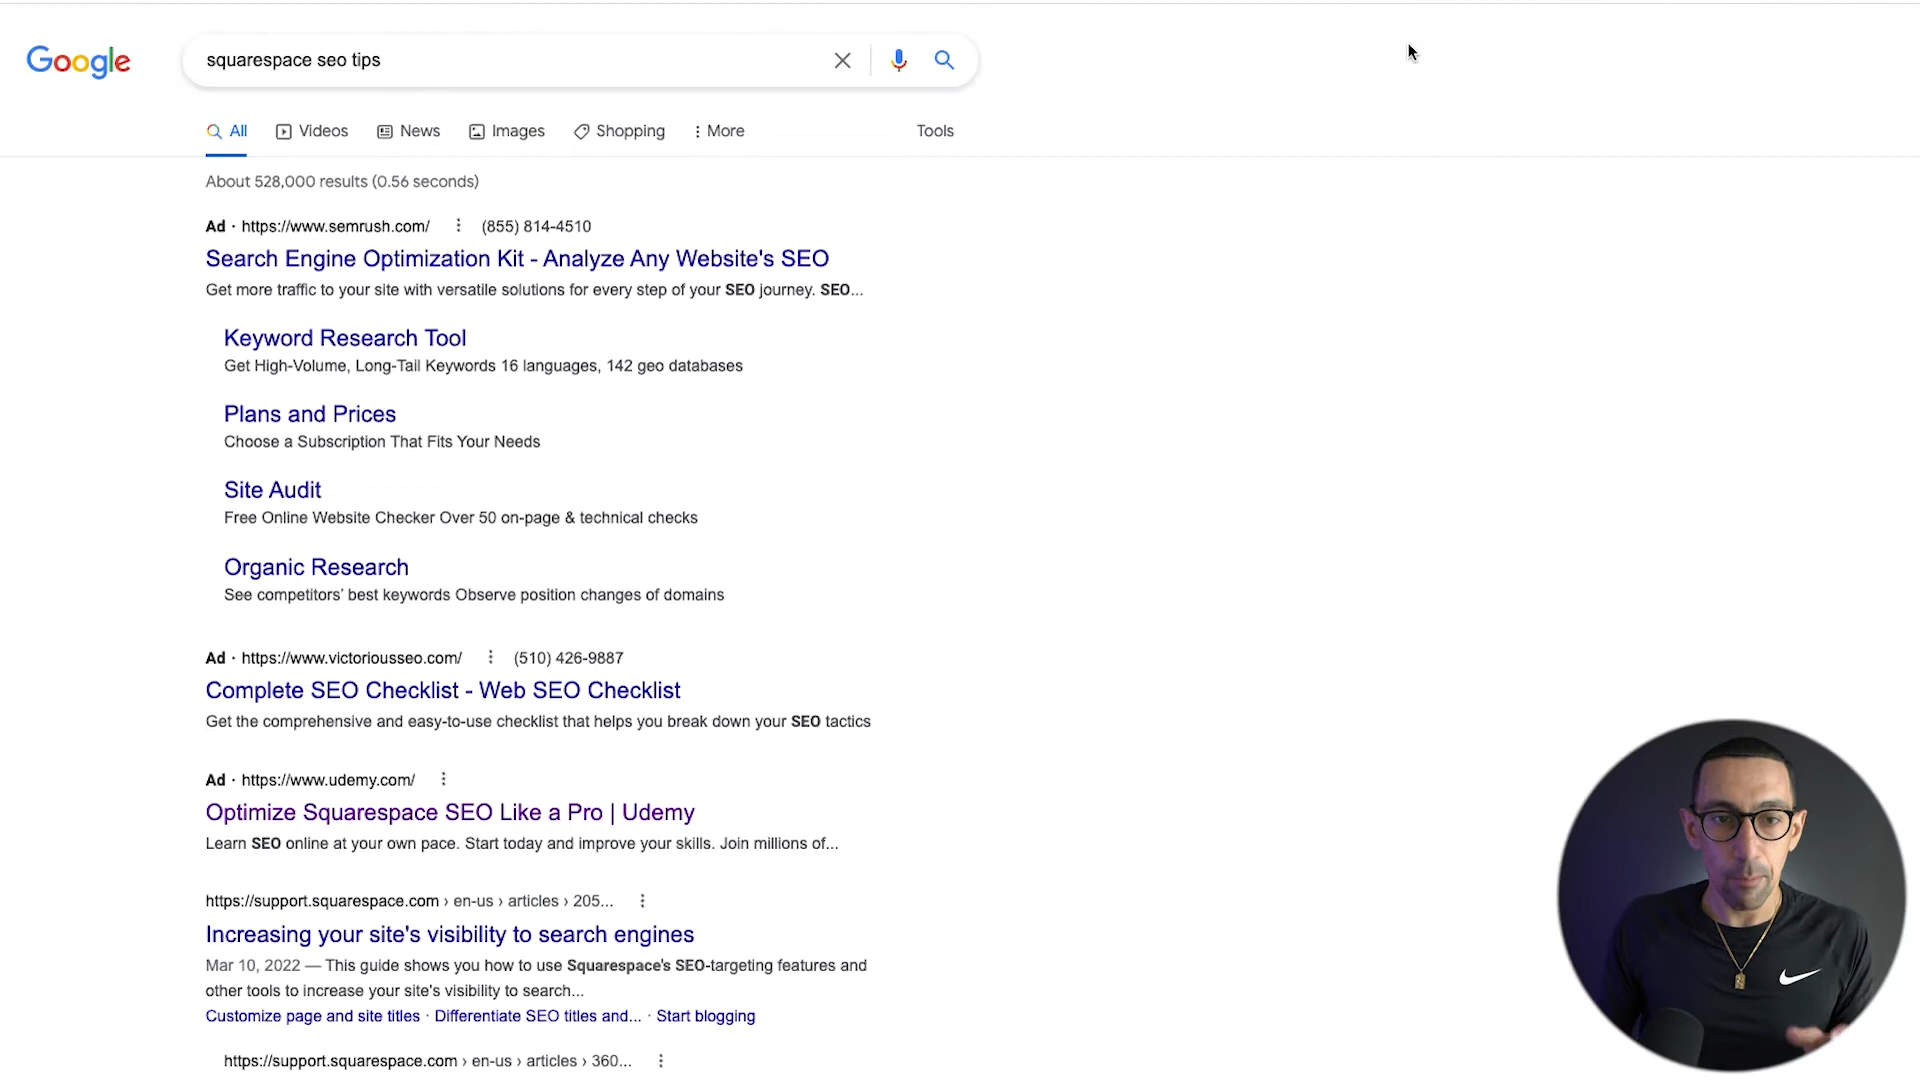 Google
squarespace seo tips
All Videos News Images Shopping More Tools
About 528,000 results (0.56 seconds)
Ad · https://www.semrush.com/ (855) 814-4510
Search Engine Optimization Kit - Analyze Any Website's SEO
Get more traffic to your site with versatile solutions for every step of your SEO journey. SEO...
Keyword Research Tool
Get High-Volume, Long-Tail Keywords 16 languages, 142 geo databases
Plans and Prices
Choose a Subscription That Fits Your Needs
Site Audit
Free Online Website Checker Over 50 on-page & technical checks
Organic Research
See competitors' best keywords Observe position changes of domains
Ad · https://www.victoriousseo.com/ (510) 426-9887
Complete SEO Checklist - Web SEO Checklist
Get the comprehensive and easy-to-use checklist that helps you break down your SEO tactics
Ad · https://www.udemy.com/
Optimize Squarespace SEO Like a Pro | Udemy
Learn SEO online at your own pace. Start today and improve your skills. Join millions of...
https://support.squarespace.com › en-us › articles › 205...
Increasing your site's visibility to search engines
Mar 10, 2022 — This guide shows you how to use Squarespace's SEO-targeting features and
other tools to increase your site's visibility to search...
Customize page and site titles · Differentiate SEO titles and... · Start blogging
https://support.squarespace.com › en-us › articles › 360...